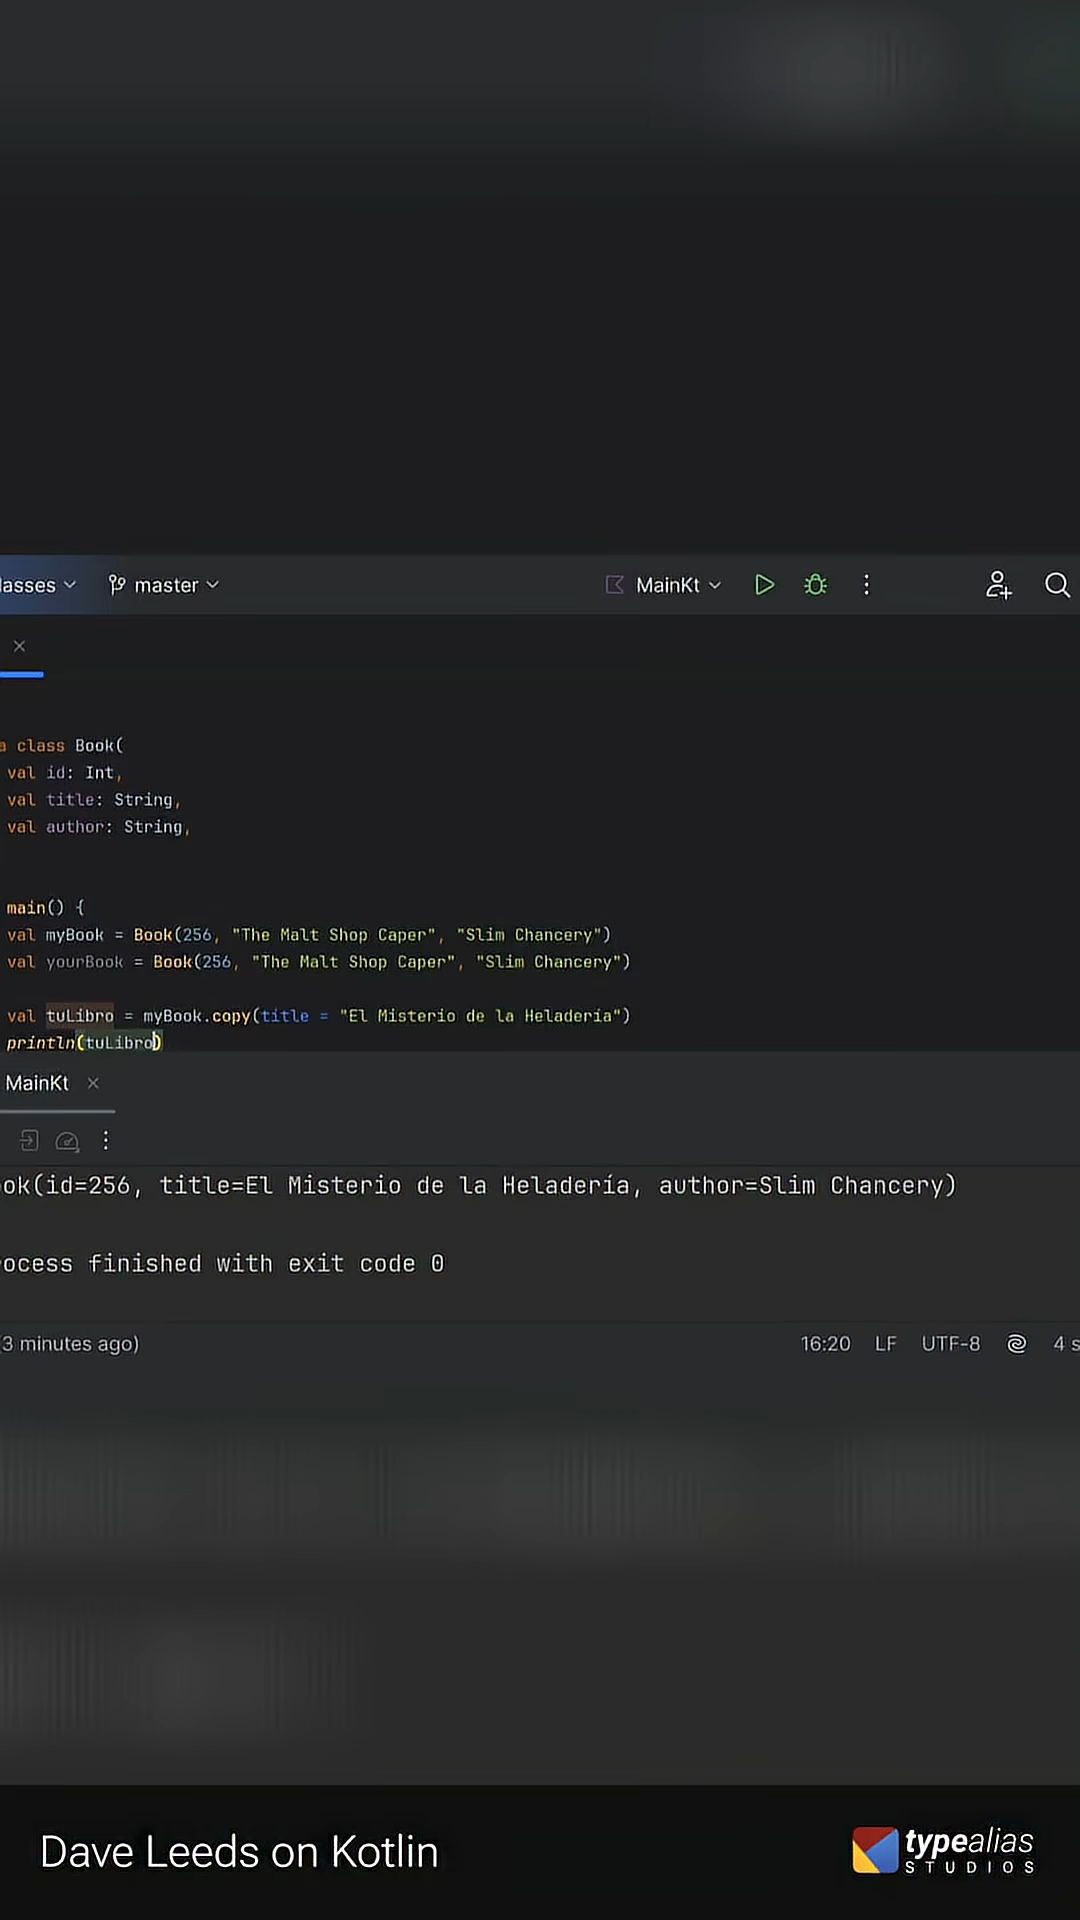 lasses
master
MainKt
a class Book(
val id: Int,
val title: String,
val author: String,
main() {
val myBook = Book(256, "The Malt Shop Caper", "Slim Chancery")
val yourBook = Book(256, "The Malt Shop Caper", "Slim Chancery")
val tuLibro = myBook.copy(title = "El Misterio de la Heladería")
println(tuLibro)
MainKt
ok(id=256, title=El Misterio de la Heladería, author=Slim Chancery)
ocess finished with exit code 0
3 minutes ago)
16:20 LF UTF-8 4 s
Dave Leeds on Kotlin
typealias
STUDIOS